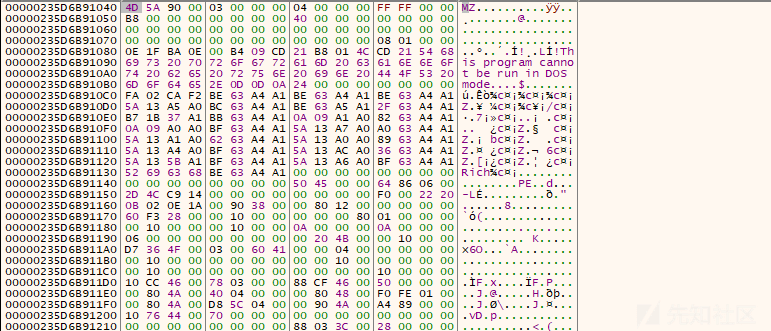 00000235D6B91040 4D 5A 90 00 03 00 00 00 04 00 00 00 FF FF 00 00 MZ..........ÿÿ..
00000235D6B91050 B8 00 00 00 00 00 00 00 40 00 00 00 00 00 00 00 ¸.......@.......
00000235D6B91060 00 00 00 00 00 00 00 00 00 00 00 00 00 00 00 00 ................
00000235D6B91070 00 00 00 00 00 00 00 00 00 00 00 00 08 01 00 00 ................
00000235D6B91080 0E 1F BA 0E 00 B4 09 CD 21 B8 01 4C CD 21 54 68 ..º..´.Í!¸.LÍ!Th
00000235D6B91090 69 73 20 70 72 6F 67 72 61 6D 20 63 61 6E 6E 6F is program canno
00000235D6B910A0 74 20 62 65 20 72 75 6E 20 69 6E 20 44 4F 53 20 t be run in DOS
00000235D6B910B0 6D 6F 64 65 2E 0D 0D 0A 24 00 00 00 00 00 00 00 mode....$.......
00000235D6B910C0 FA 02 CA F2 BE 63 A4 A1 BE 63 A4 A1 BE 63 A4 A1 ú.Êò¾c¤¡¾c¤¡¾c¤¡
00000235D6B910D0 5A 13 A5 A0 BC 63 A4 A1 BE 63 A5 A1 2F 63 A4 A1 Z.¥ ¼c¤¡¾c¥¡/c¤¡
00000235D6B910E0 B7 1B 37 A1 BB 63 A4 A1 0A 09 A1 A0 82 63 A4 A1 ·.7¡»c¤¡..¡ .c¤¡
00000235D6B910F0 0A 09 A0 A0 BF 63 A4 A1 5A 13 A7 A0 A0 63 A4 A1 ..  ¿c¤¡Z.§  c¤¡
00000235D6B91100 5A 13 A1 A0 62 63 A4 A1 5A 13 A0 A0 89 63 A4 A1 Z.¡ bc¤¡Z.  .c¤¡
00000235D6B91110 5A 13 A4 A0 BF 63 A4 A1 5A 13 AC A0 36 63 A4 A1 Z.¤ ¿c¤¡Z.¬ 6c¤¡
00000235D6B91120 5A 13 5B A1 BF 63 A4 A1 5A 13 A6 A0 BF 63 A4 A1 Z.[¡¿c¤¡Z.¦ ¿c¤¡
00000235D6B91130 52 69 63 68 BE 63 A4 A1 00 00 00 00 00 00 00 00 Rich¾c¤¡........
00000235D6B91140 00 00 00 00 00 00 00 00 50 45 00 00 64 86 06 00 ........PE..d...
00000235D6B91150 2D 4C C9 14 00 00 00 00 00 00 00 00 F0 00 22 20 -LÉ.........ð."
00000235D6B91160 0B 02 0E 1A 00 90 38 00 00 80 12 00 00 00 00 00 ......8.........
00000235D6B91170 60 F3 28 00 00 10 00 00 00 00 00 80 01 00 00 00 `ó(.............
00000235D6B91180 00 10 00 00 00 10 00 00 0A 00 00 00 0A 00 00 00 ................
00000235D6B91190 06 00 00 00 00 00 00 00 00 20 4B 00 00 10 00 00 ......... K.....
00000235D6B911A0 D7 36 4F 00 03 00 60 41 00 00 04 00 00 00 00 00 ×6O...`A........
00000235D6B911B0 00 10 00 00 00 00 00 00 00 00 10 00 00 00 00 00 ................
00000235D6B911C0 00 10 00 00 00 00 00 00 00 00 00 00 10 00 00 00 ................
00000235D6B911D0 10 CC 46 00 78 03 00 00 88 CF 46 00 50 00 00 00 .ÌF.x....ÏF.P...
00000235D6B911E0 00 80 4A 00 40 04 00 00 00 80 48 00 F0 FE 01 00 ..J.@.....H.ðþ..
00000235D6B911F0 00 80 4A 00 D8 5C 04 00 00 90 4A 00 A4 89 00 00 ..J.Ø\....J.¤...
00000235D6B91200 10 76 44 00 70 00 00 00 00 00 00 00 00 00 00 00 .vD.p...........
00000235D6B91210 00 00 00 00 00 00 00 00 88 03 3C 00 28 00 00 00 ..........<.(...
先知社区